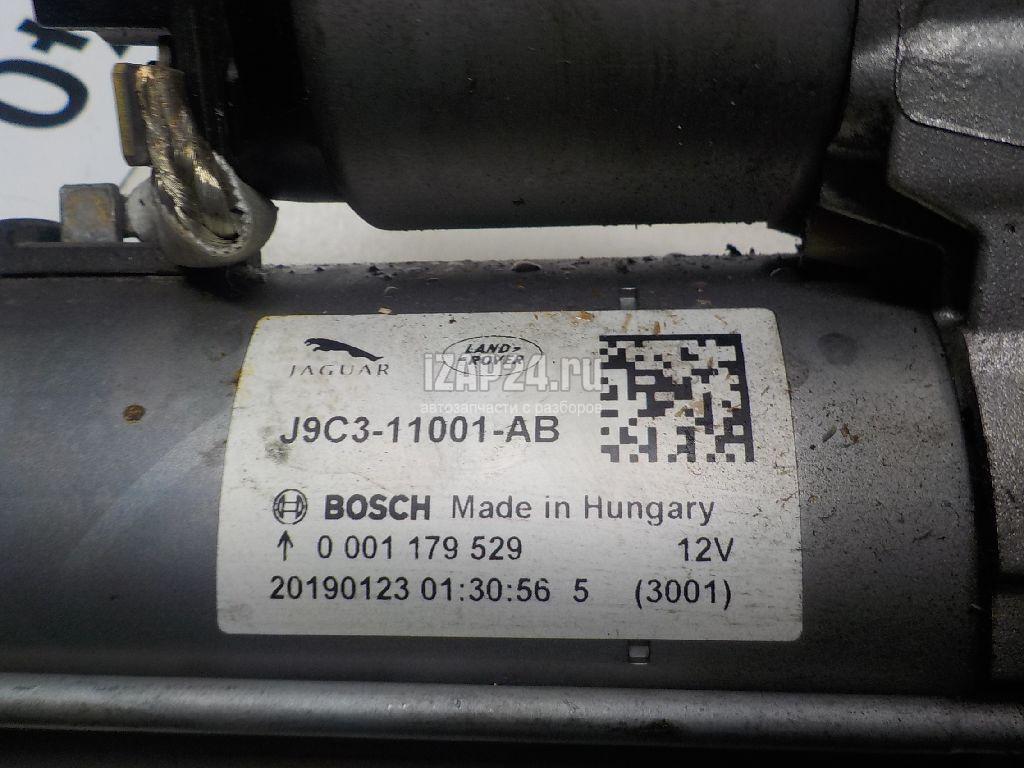 JAGUAR
LAND-
-ROVER
iZAP24.ru
автозапчасти с разборов
J9C3-11001-AB
BOSCH Made in Hungary
↑ 0 001 179 529 12V
20190123 01:30:56 5 (3001)